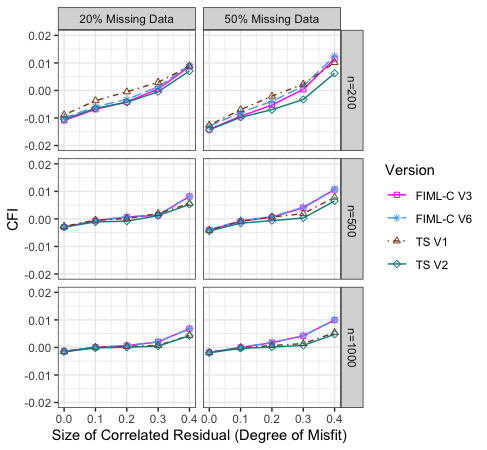 20% Missing Data 50% Missing Data
0.02
0.01
0.00
-0.01
-0.02
n=200
0.02
0.01
0.00
-0.01
-0.02
n=500
0.02
0.01
0.00
-0.01
-0.02
n=1000
CFI
0.0 0.1 0.2 0.3 0.4 0.0 0.1 0.2 0.3 0.4
Size of Correlated Residual (Degree of Misfit)
Version
FIML-C V3
FIML-C V6
TS V1
TS V2